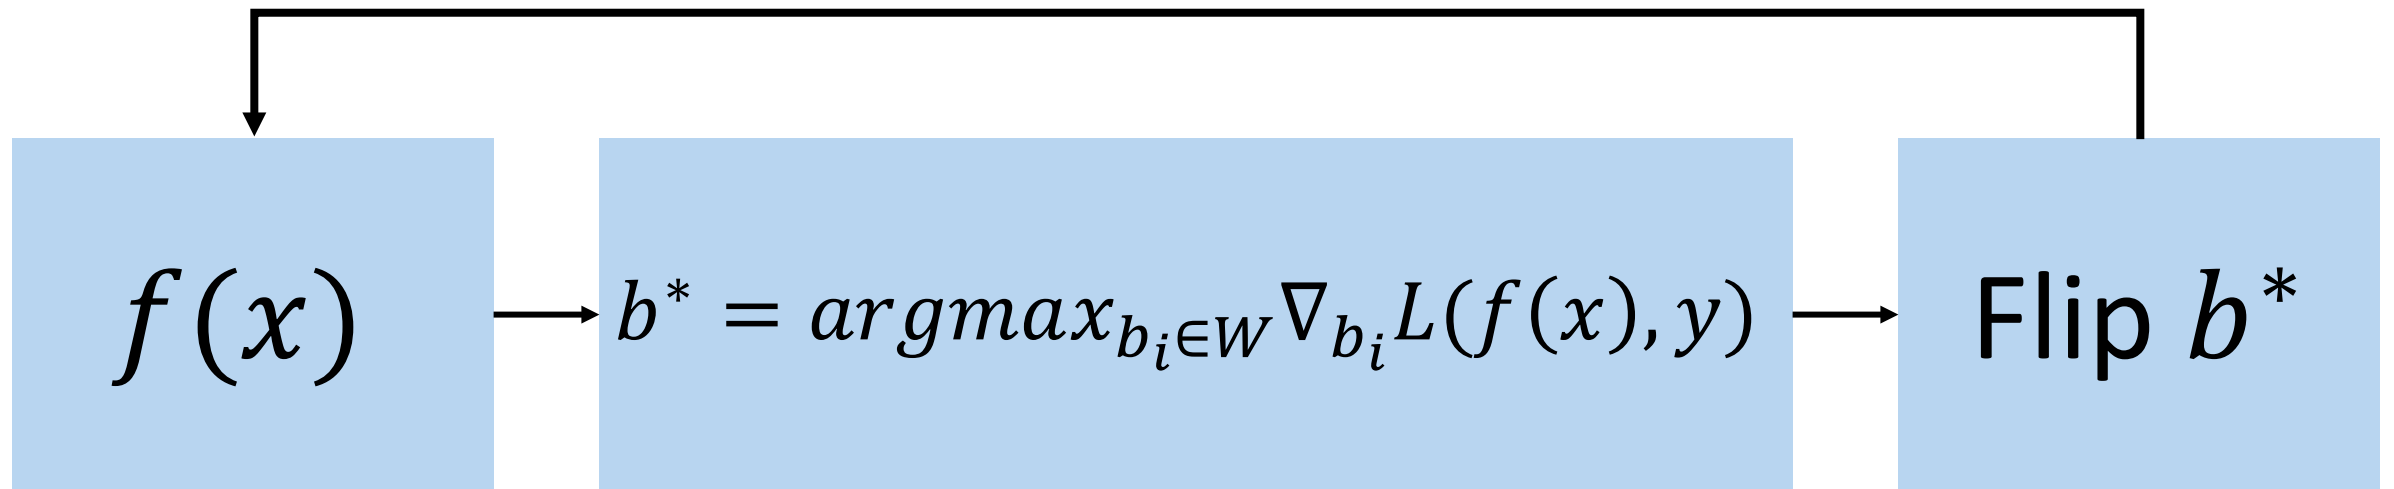 f(x)
b* = argmax_{b_i∈W} ∇_{b_i} L(f(x), y)
Flip b*